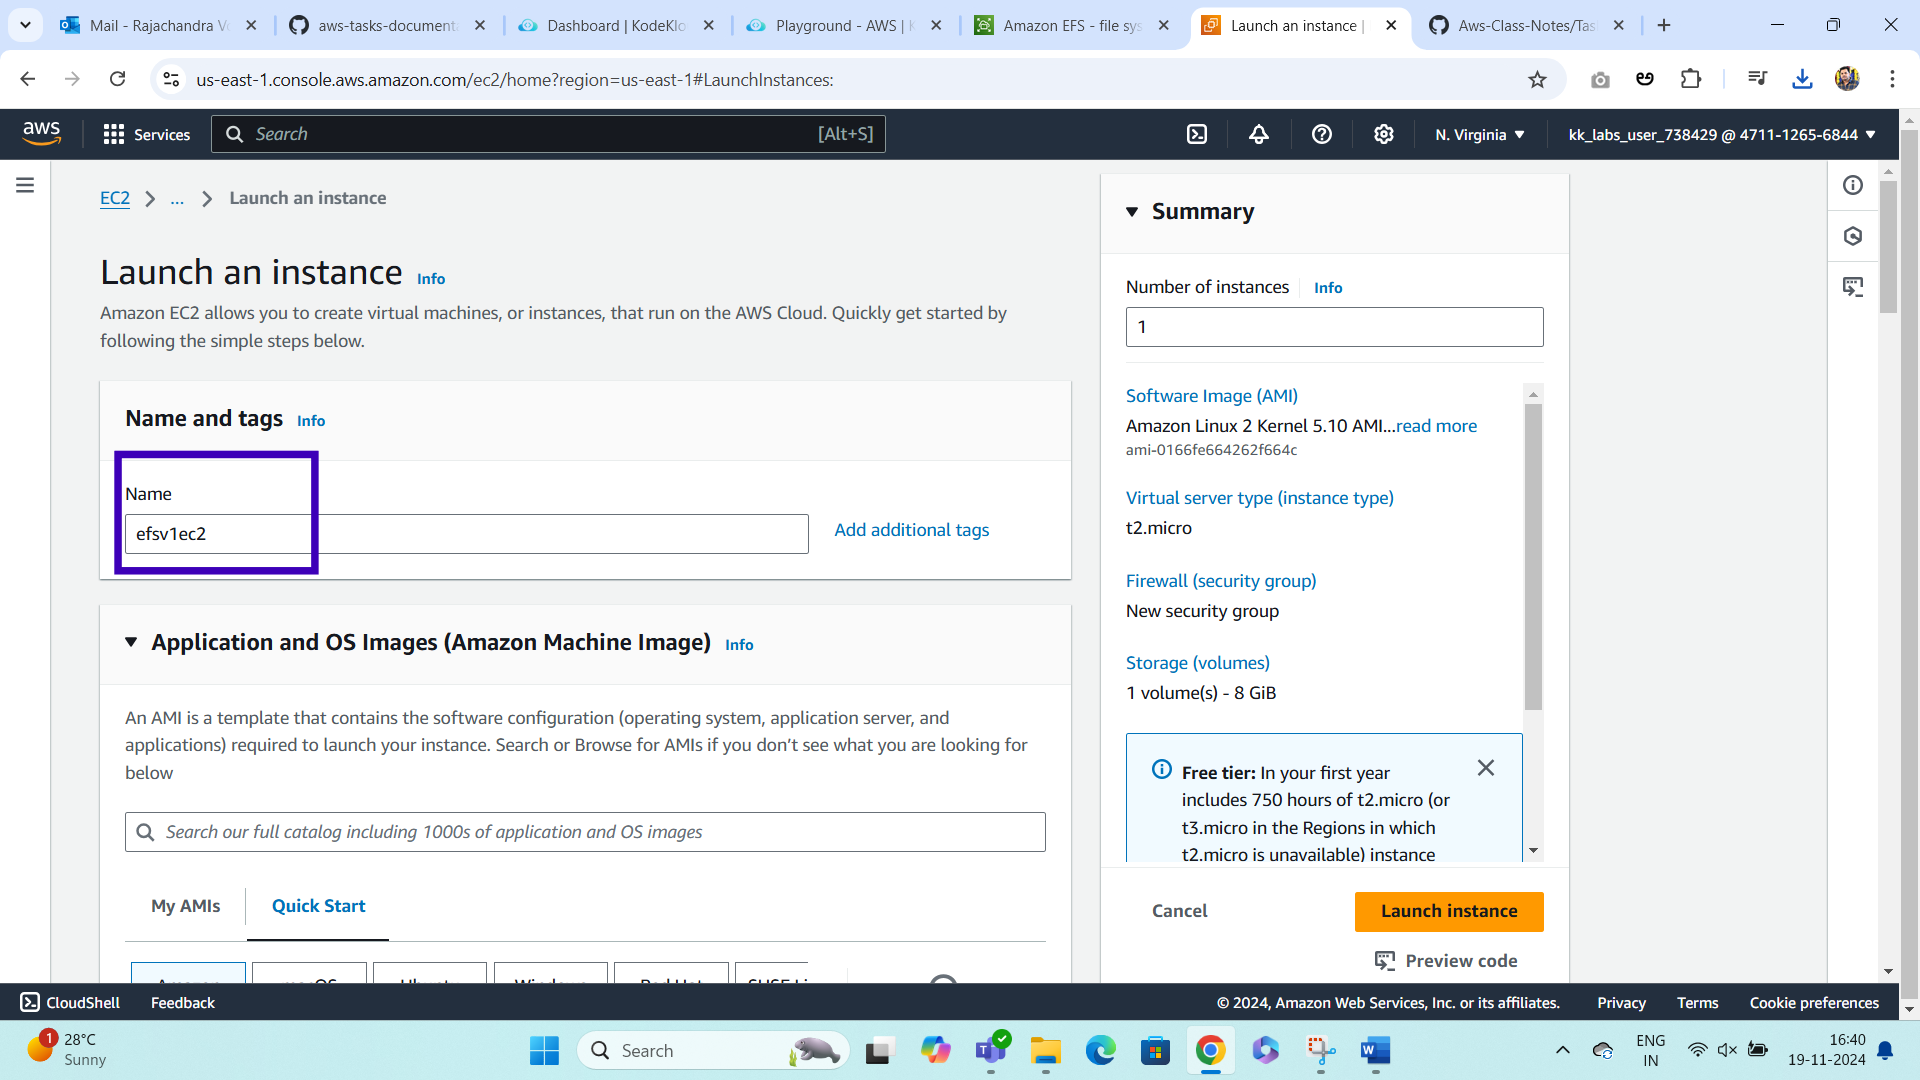 Mail - Rajachandra Vo
aws-tasks-documenta
Dashboard | KodeKlo
Playground - AWS | K
Amazon EFS - file sys
Launch an instance |
Aws-Class-Notes/Tas
us-east-1.console.aws.amazon.com/ec2/home?region=us-east-1#LaunchInstances:
aws
Services
Search
[Alt+S]
N. Virginia
kk_labs_user_738429 @ 4711-1265-6844
EC2
...
Launch an instance
Launch an instance Info
Amazon EC2 allows you to create virtual machines, or instances, that run on the AWS Cloud. Quickly get started by
following the simple steps below.
Name and tags Info
Name
efsv1ec2
Add additional tags
Application and OS Images (Amazon Machine Image) Info
An AMI is a template that contains the software configuration (operating system, application server, and
applications) required to launch your instance. Search or Browse for AMIs if you don’t see what you are looking for
below
Search our full catalog including 1000s of application and OS images
My AMIs
Quick Start
Amazon
macOS
Ubuntu
Windows
Red Hat
SUSE Li
Summary
Number of instances Info
1
Software Image (AMI)
Amazon Linux 2 Kernel 5.10 AMI...read more
ami-0166fe664262f664c
Virtual server type (instance type)
t2.micro
Firewall (security group)
New security group
Storage (volumes)
1 volume(s) - 8 GiB
Free tier: In your first year
includes 750 hours of t2.micro (or
t3.micro in the Regions in which
t2.micro is unavailable) instance
Cancel
Launch instance
Preview code
CloudShell
Feedback
© 2024, Amazon Web Services, Inc. or its affiliates.
Privacy
Terms
Cookie preferences
1
28°C
Sunny
Search
ENG
IN
16:40
19-11-2024